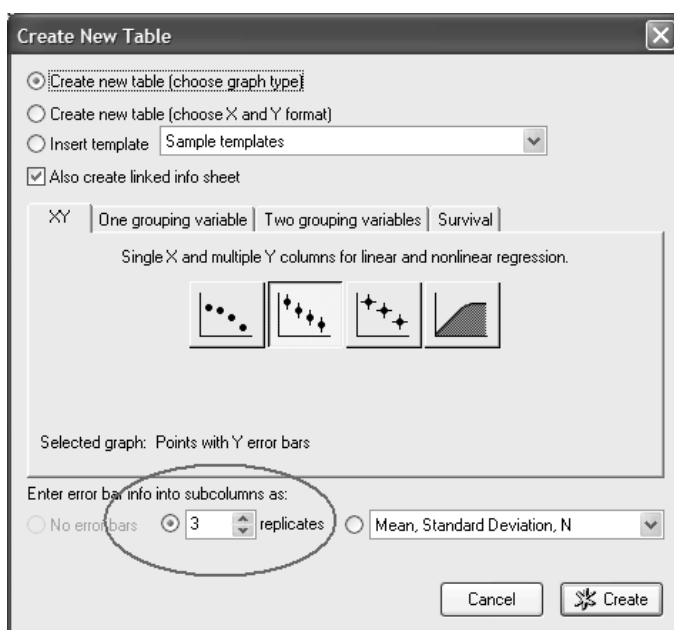 Create New Table
Create new table (choose graph type)
Create new table (choose X and Y format)
Insert template Sample templates
Also create linked info sheet
XY One grouping variable Two grouping variables Survival
Single X and multiple Y columns for linear and nonlinear regression.
Selected graph: Points with Y error bars
Enter error bar info into subcolumns as:
No error bars 3 replicates Mean, Standard Deviation, N
Cancel Create